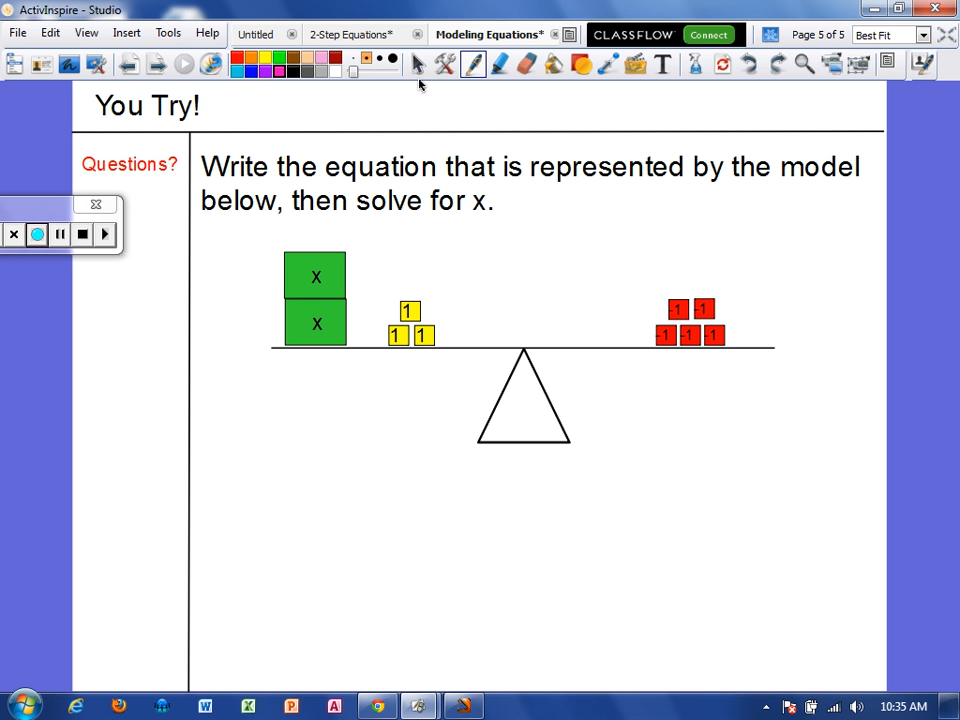 ActivInspire - Studio
File Edit View Insert Tools Help
Untitled
2-Step Equations*
Modeling Equations*
CLASSFLOW Connect
Page 5 of 5
Best Fit
You Try!
Questions?
Write the equation that is represented by the model
below, then solve for x.
x
x
1
1 1
-1 -1
-1 -1 -1
10:35 AM